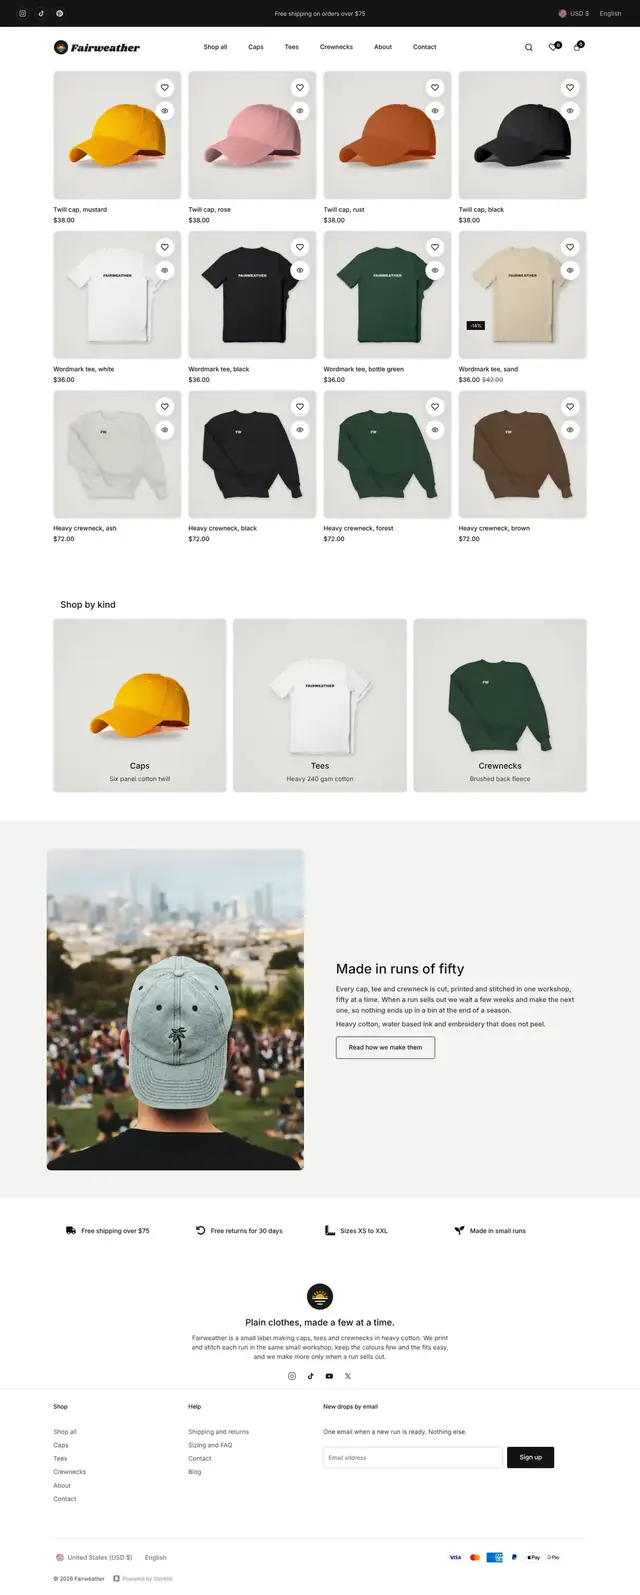 Free shipping on orders over $75
USD $ English
Fairweather
Shop all Caps Tees Crewnecks About Contact
0 0
Twill cap, mustard
$38.00
Twill cap, rose
$38.00
Twill cap, rust
$38.00
Twill cap, black
$38.00
FAIRWEATHER
FAIRWEATHER
FAIRWEATHER
FAIRWEATHER
-14%
Wordmark tee, white
$36.00
Wordmark tee, black
$36.00
Wordmark tee, bottle green
$36.00
Wordmark tee, sand
$36.00 $42.00
FW
FW
FW
FW
Heavy crewneck, ash
$72.00
Heavy crewneck, black
$72.00
Heavy crewneck, forest
$72.00
Heavy crewneck, brown
$72.00
Shop by kind
Caps
Six panel cotton twill
FAIRWEATHER
Tees
Heavy 240 gsm cotton
FW
Crewnecks
Brushed back fleece
Made in runs of fifty
Every cap, tee and crewneck is cut, printed and stitched in one workshop,
fifty at a time. When a run sells out we wait a few weeks and make the next
one, so nothing ends up in a bin at the end of a season.
Heavy cotton, water based ink and embroidery that does not peel.
Read how we make them
Free shipping over $75
Free returns for 30 days
Sizes XS to XXL
Made in small runs
Plain clothes, made a few at a time.
Fairweather is a small label making caps, tees and crewnecks in heavy cotton. We print
and stitch each run in the same small workshop, keep the colours few and the fits easy,
and we make more only when a run sells out.
Shop
Shop all
Caps
Tees
Crewnecks
About
Contact
Help
Shipping and returns
Sizing and FAQ
Contact
Blog
New drops by email
One email when a new run is ready. Nothing else.
Email address
Sign up
United States (USD $) English
VISA
Pay
G Pay
© 2026 Fairweather
Powered by